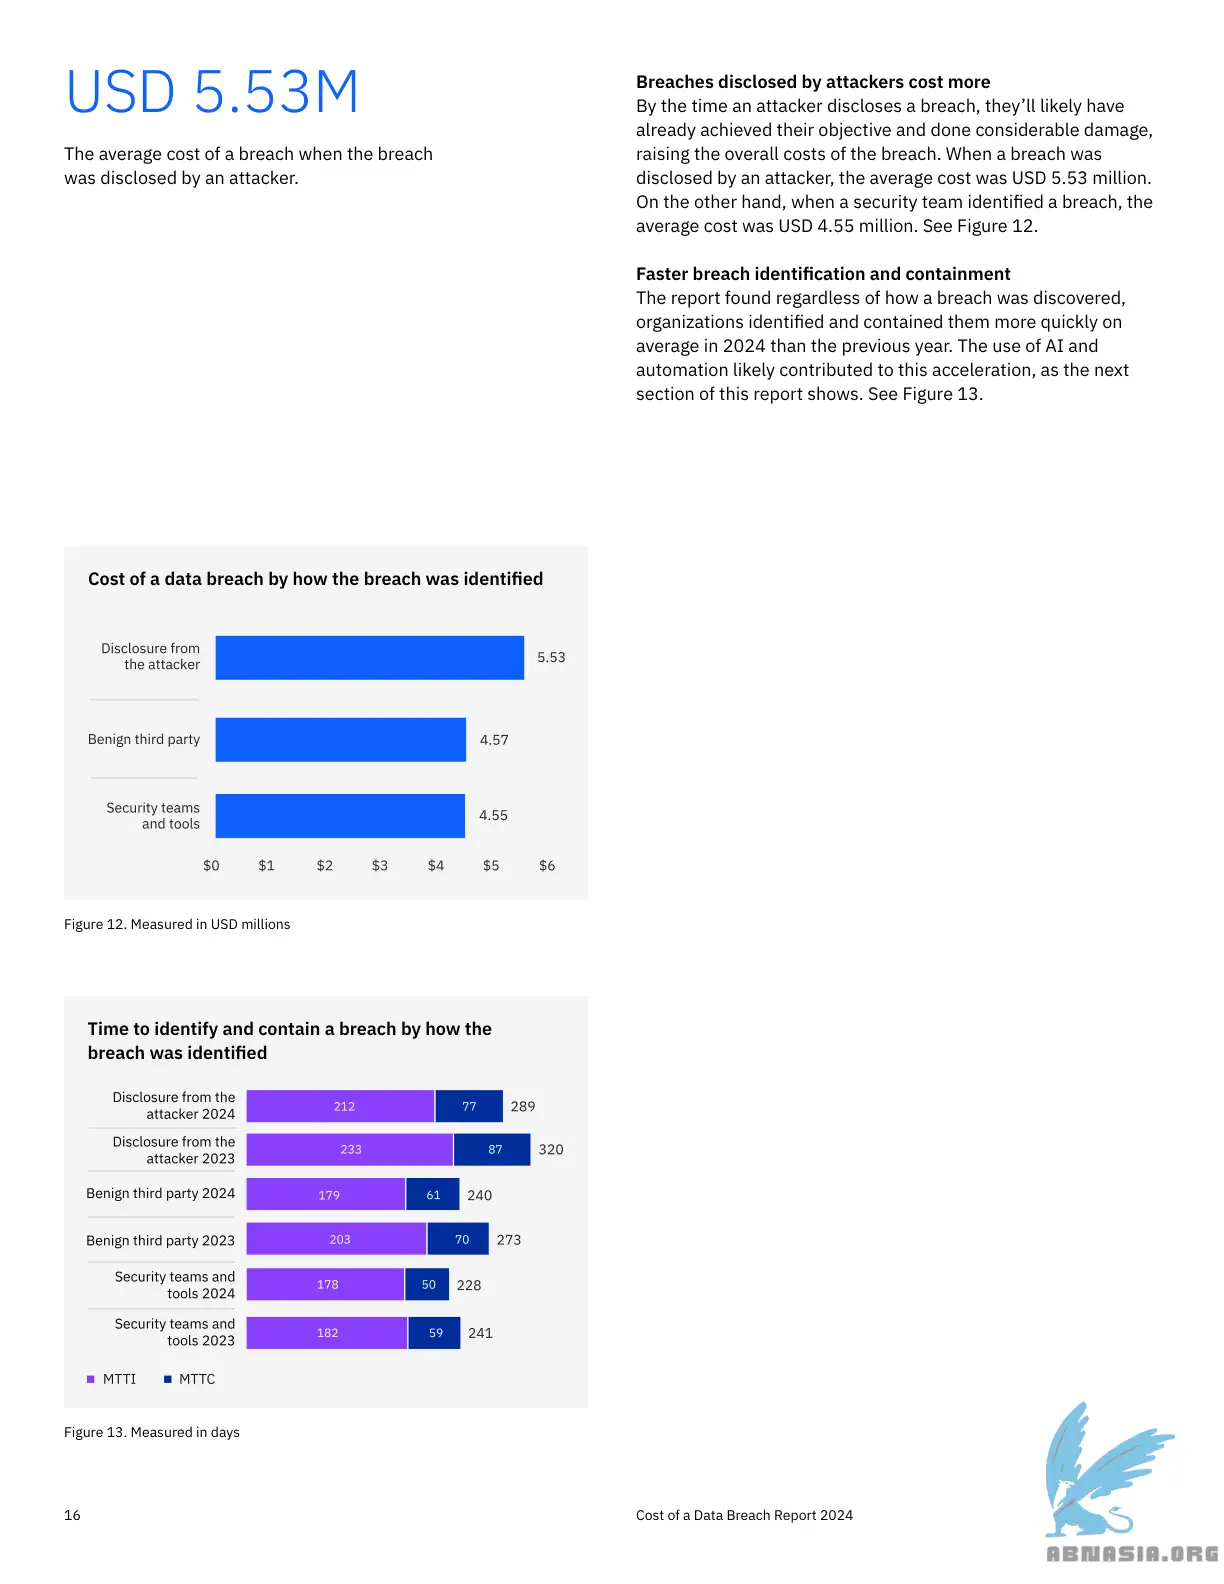 USD 5.53M
The average cost of a breach when the breach
was disclosed by an attacker.
Breaches disclosed by attackers cost more
By the time an attacker discloses a breach, they’ll likely have
already achieved their objective and done considerable damage,
raising the overall costs of the breach. When a breach was
disclosed by an attacker, the average cost was USD 5.53 million.
On the other hand, when a security team identified a breach, the
average cost was USD 4.55 million. See Figure 12.
Faster breach identification and containment
The report found regardless of how a breach was discovered,
organizations identified and contained them more quickly on
average in 2024 than the previous year. The use of AI and
automation likely contributed to this acceleration, as the next
section of this report shows. See Figure 13.
Cost of a data breach by how the breach was identified
Disclosure from
the attacker
5.53
Benign third party
4.57
Security teams
and tools
4.55
$0 $1 $2 $3 $4 $5 $6
Figure 12. Measured in USD millions
Time to identify and contain a breach by how the
breach was identified
Disclosure from the
attacker 2024
212 77 289
Disclosure from the
attacker 2023
233 87 320
Benign third party 2024
179 61 240
Benign third party 2023
203 70 273
Security teams and
tools 2024
178 50 228
Security teams and
tools 2023
182 59 241
MTTI MTTC
Figure 13. Measured in days
16
Cost of a Data Breach Report 2024
ABNASIA.ORG